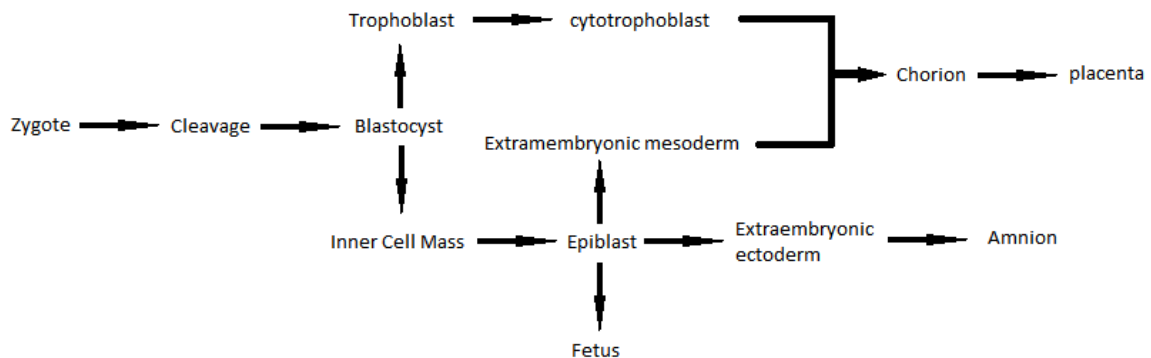 Trophoblast
cytotrophoblast
Chorion
placenta
Zygote
Cleavage
Blastocyst
Extramembryonic mesoderm
Inner Cell Mass
Epiblast
Extraembryonic
ectoderm
Amnion
Fetus